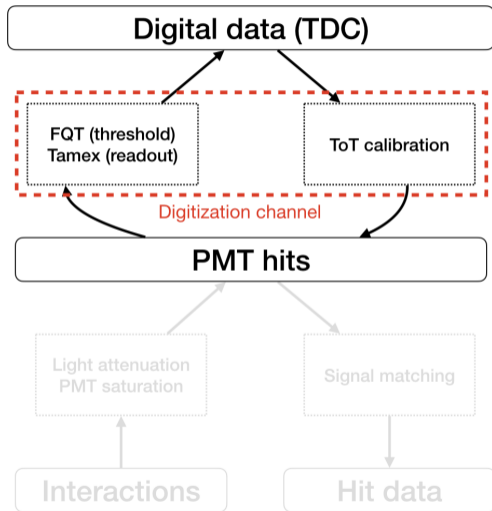 Digital data (TDC)
FQT (threshold)
Tamex (readout)
ToT calibration
Digitization channel
PMT hits
Light attenuation
PMT saturation
Signal matching
Interactions
Hit data